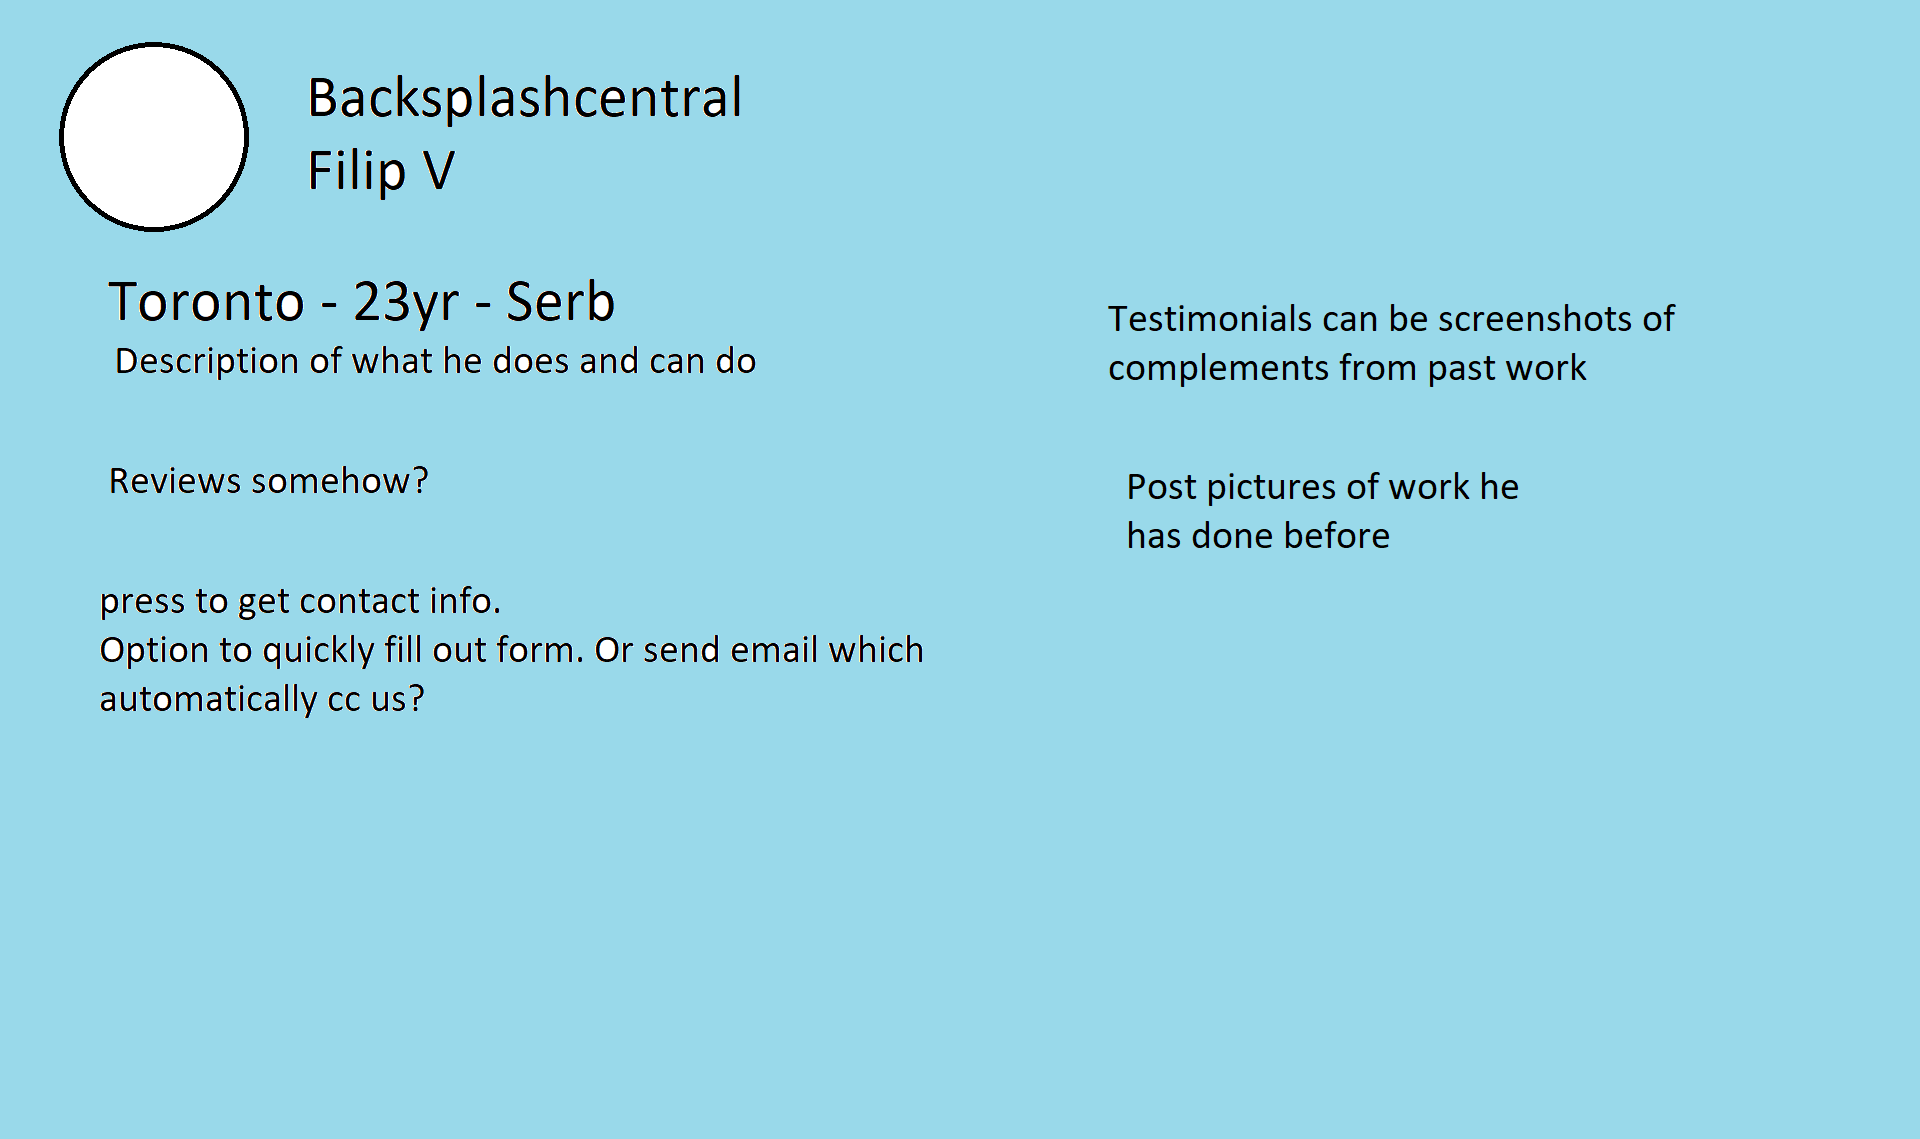 Backsplashcentral
Filip V
Toronto - 23yr - Serb
Description of what he does and can do
Reviews somehow?
press to get contact info.
Option to quickly fill out form. Or send email which
automatically cc us?
Testimonials can be screenshots of
complements from past work
Post pictures of work he
has done before